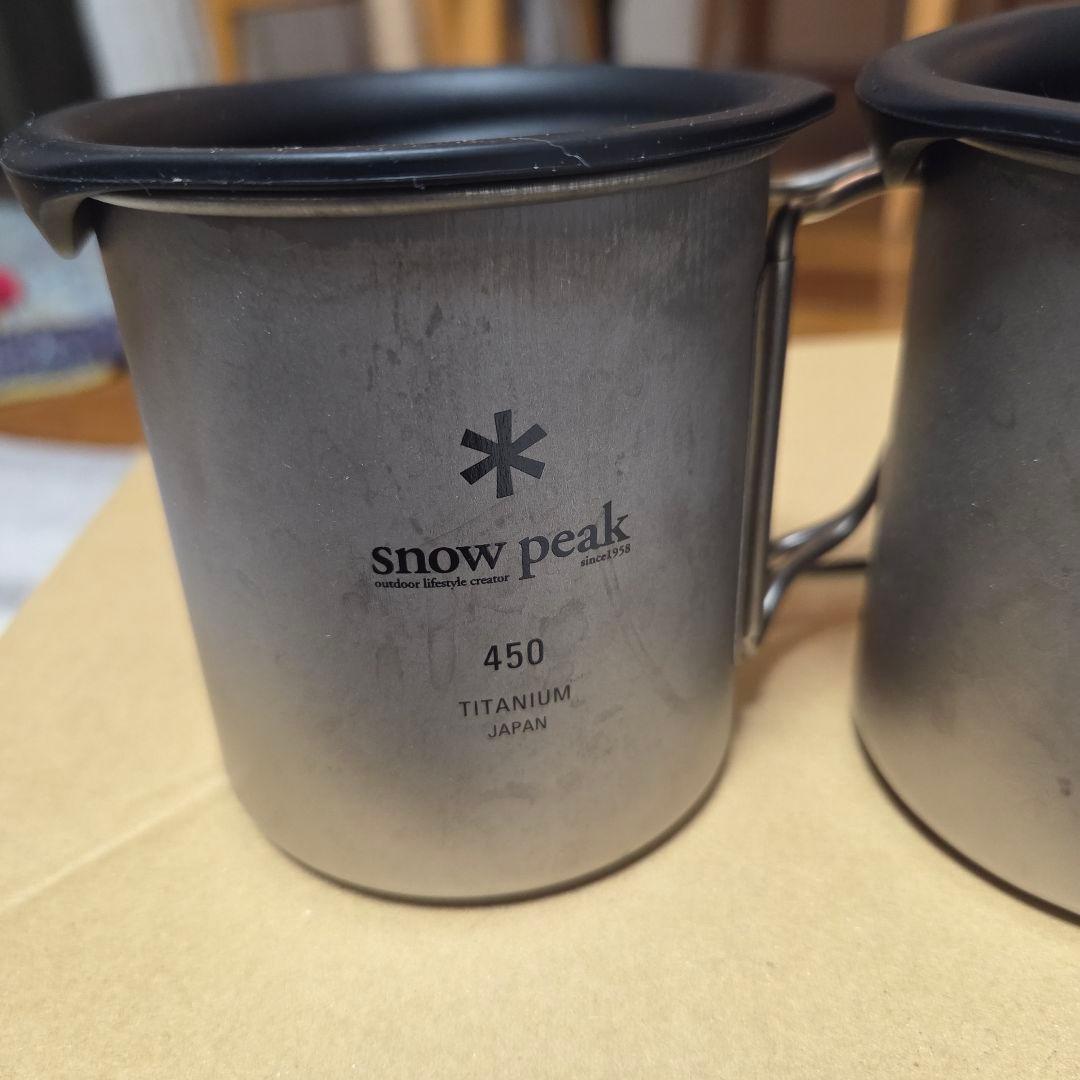 snow peak
outdoor lifestyle creator since1958
450
TITANIUM
JAPAN